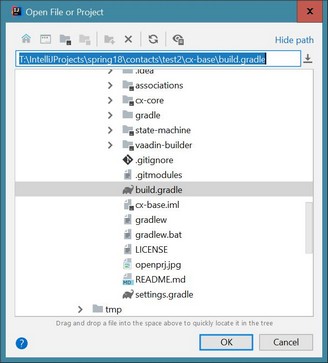 Open File or Project
Hide path
T:\IntelliJProjects\spring18\contacts\test2\cx-base\build.gradle
.idea
associations
cx-core
gradle
state-machine
vaadin-builder
.gitignore
.gitmodules
build.gradle
cx-base.iml
gradlew
gradlew.bat
LICENSE
openprj.jpg
README.md
settings.gradle
tmp
Drag and drop a file into the space above to quickly locate it in the tree
? OK Cancel